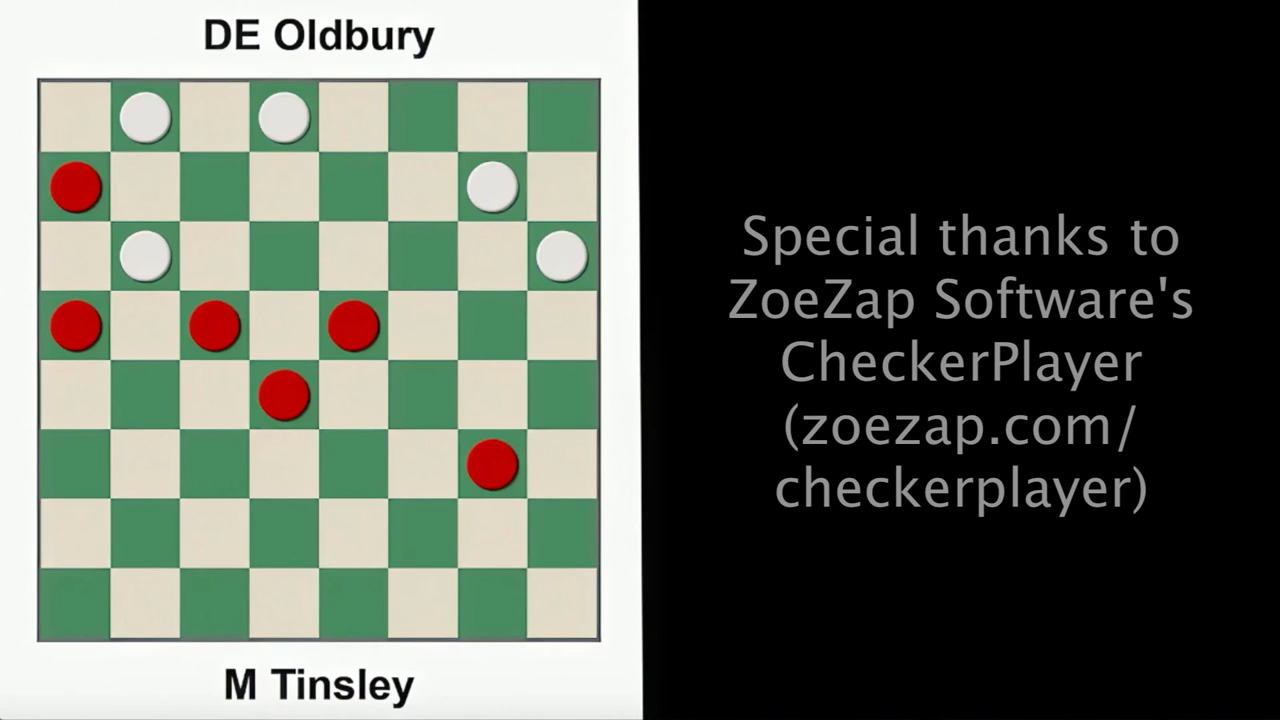 DE Oldbury
M Tinsley
Special thanks to
ZoeZap Software's
CheckerPlayer
(zoezap.com/
checkerplayer)